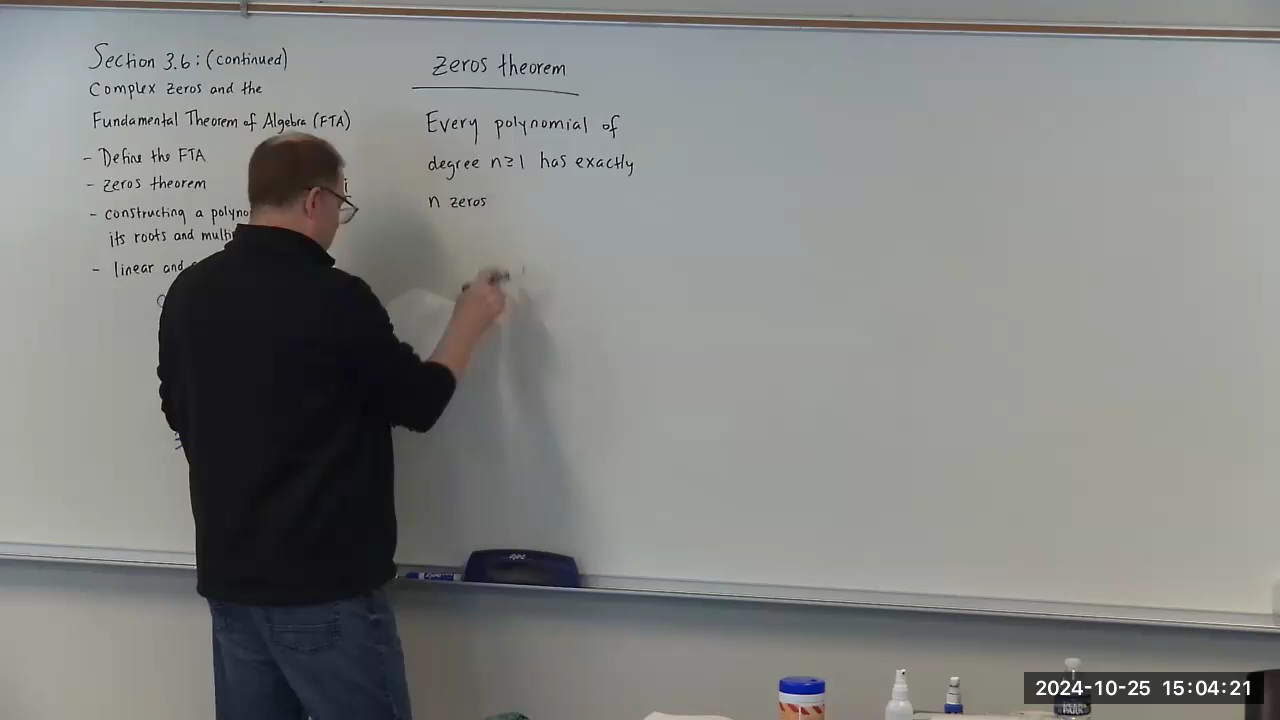 Section 3.6: (continued)
Complex zeros and the
Fundamental Theorem of Algebra (FTA)
- Define the FTA
- zeros theorem
- constructing a
its roots and
- linear and
zeros theorem
Every polynomial of
degree n≥1 has exactly
n zeros
expo
2024-10-25 15:04:21